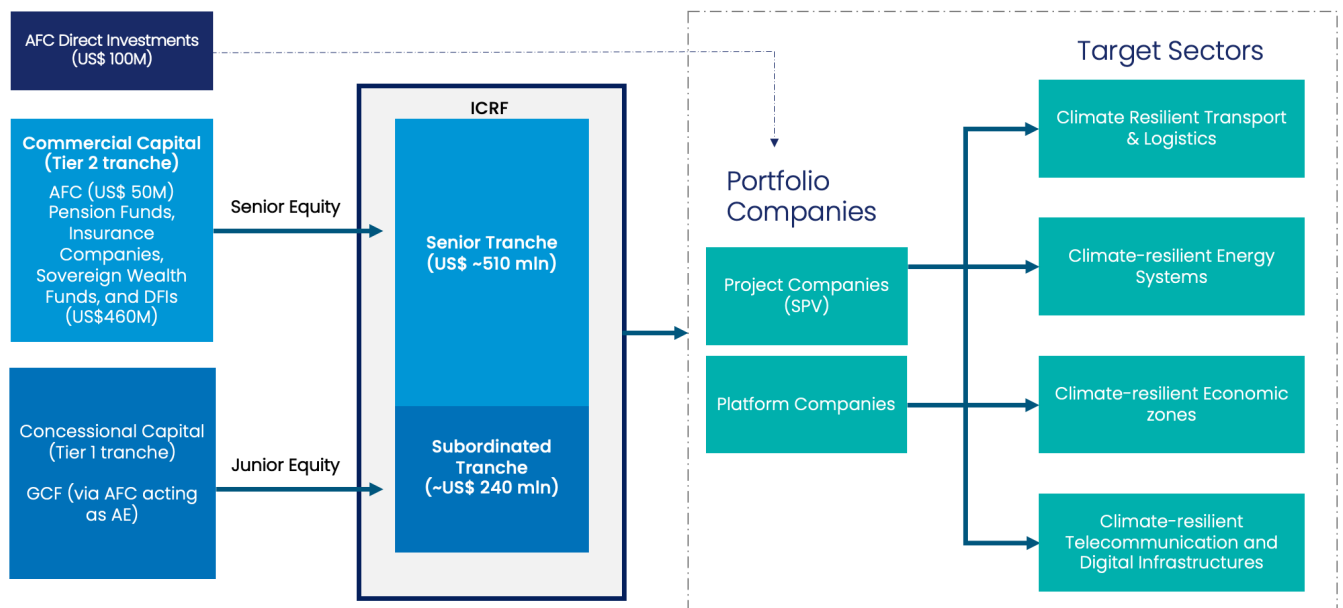 AFC Direct Investments
(US$ 100M)
Commercial Capital
(Tier 2 tranche)
AFC (US$ 50M)
Pension Funds,
Insurance
Companies,
Sovereign Wealth
Funds, and DFIs
(US$460M)
Senior Equity
Concessional Capital
(Tier 1 tranche)
GCF (via AFC acting
as AE)
Junior Equity
ICRF
Senior Tranche
(US$ ~510 mln)
Subordinated
Tranche
(~US$ 240 mln)
Portfolio
Companies
Project Companies
(SPV)
Platform Companies
Target Sectors
Climate Resilient Transport
& Logistics
Climate-resilient Energy
Systems
Climate-resilient Economic
zones
Climate-resilient
Telecommunication and
Digital Infrastructures